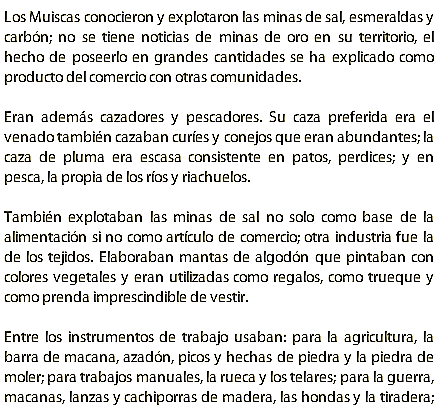 Los Muiscas conocieron y explotaron las minas de sal, esmeraldas y
carbón; no se tiene noticias de minas de oro en su territorio, el
hecho de poseerlo en grandes cantidades se ha explicado como
producto del comercio con otras comunidades.
Eran además cazadores y pescadores. Su caza preferida era el
venado también cazaban curíes y conejos que eran abundantes; la
caza de pluma era escasa consistente en patos, perdices; y en
pesca, la propia de los ríos y riachuelos.
También explotaban las minas de sal no solo como base de la
alimentación si no como artículo de comercio; otra industria fue la
de los tejidos. Elaboraban mantas de algodón que pintaban con
colores vegetales y eran utilizadas como regalos, como trueque y
como prenda imprescindible de vestir.
Entre los instrumentos de trabajo usaban: para la agricultura, la
barra de macana, azadón, picos y hechas de piedra y la piedra de
moler; para trabajos manuales, la rueca y los telares; para la guerra,
macanas, lanzas y cachiporras de madera, las hondas y la tiradera;